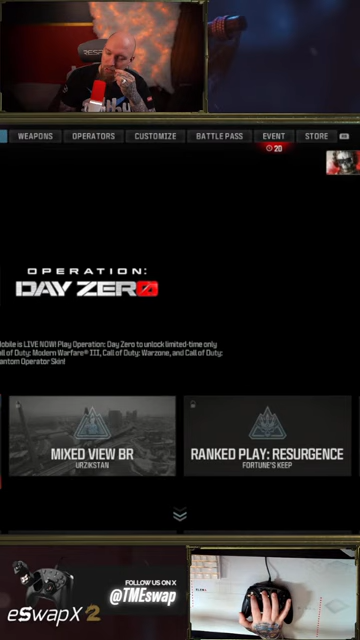 WEAPONS OPERATORS CUSTOMIZE BATTLE PASS EVENT STORE
20
OPERATION:
DAY ZERO
Mobile is LIVE NOW! Play Operation: Day Zero to unlock limited-time only
all of Duty: Modern Warfare® III, Call of Duty: Warzone, and Call of Duty:
antom Operator Skin!
MIXED VIEW BR
URZIKSTAN
RANKED PLAY: RESURGENCE
FORTUNE'S KEEP
FOLLOW US ON X
@TMEswap
eSwapX 2